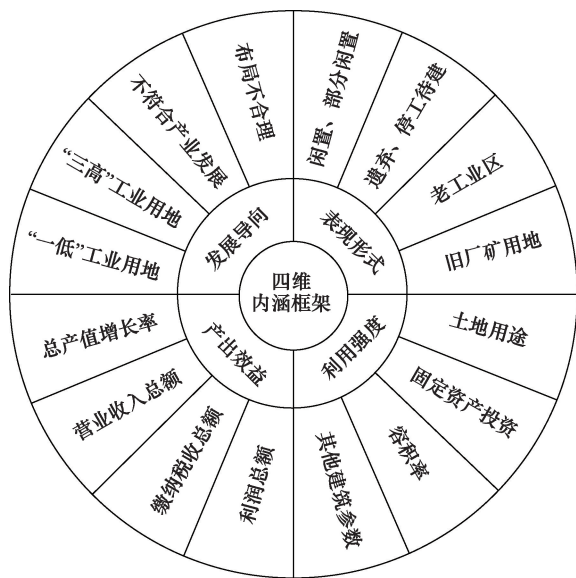 四维
内涵框架
表现形式
闲置、部分闲置
遗弃、停工待建
老工业区
旧厂矿用地
利用强度
土地用途
固定资产投资
容积率
其他建筑参数
产出效益
利润总额
缴纳税收总额
营业收入总额
总产值增长率
发展导向
“一低”工业用地
“三高”工业用地
不符合产业发展
布局不合理